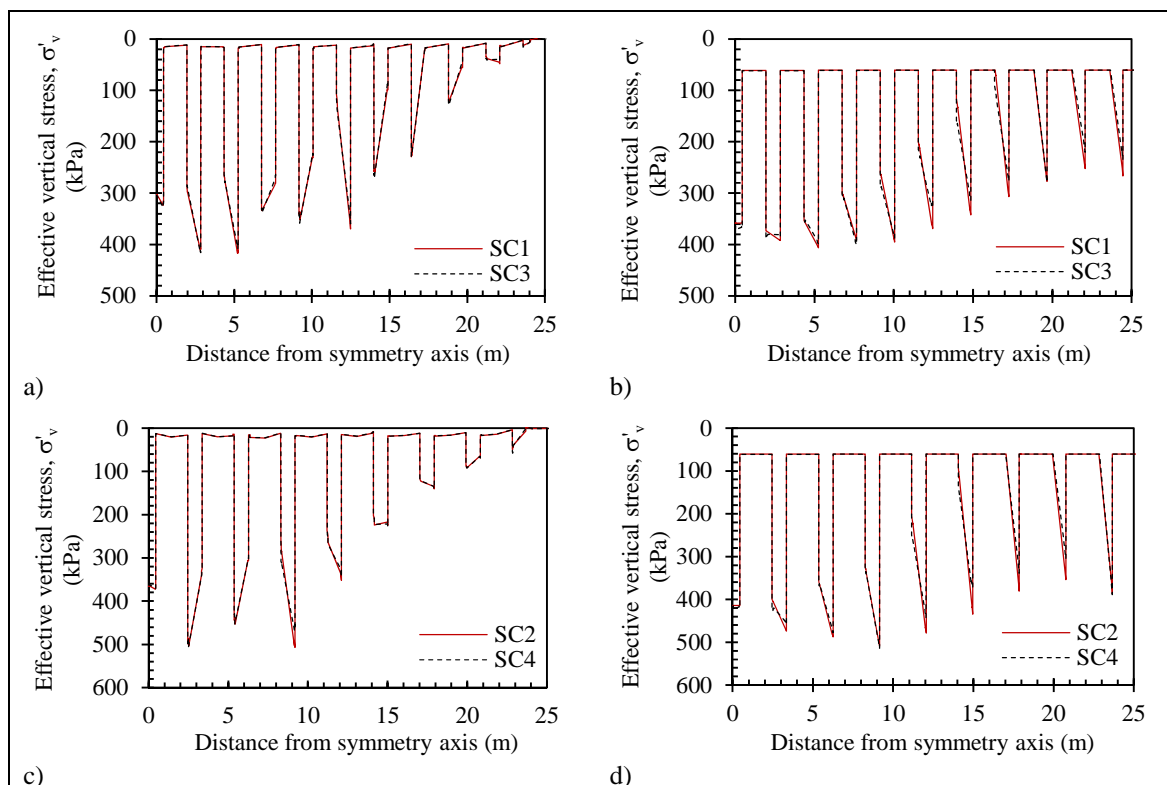 0
100
200
300
400
500
Effective vertical stress, σ'v
(kPa)
SC1
SC3
0 5 10 15 20 25
Distance from symmetry axis (m)
a)
0
100
200
300
400
500
Effective vertical stress, σ'v
(kPa)
SC1
SC3
0 5 10 15 20 25
Distance from symmetry axis (m)
b)
0
100
200
300
400
500
600
Effective vertical stress, σ'v
(kPa)
SC2
SC4
0 5 10 15 20 25
Distance from symmetry axis (m)
c)
0
100
200
300
400
500
600
Effective vertical stress, σ'v
(kPa)
SC2
SC4
0 5 10 15 20 25
Distance from symmetry axis (m)
d)